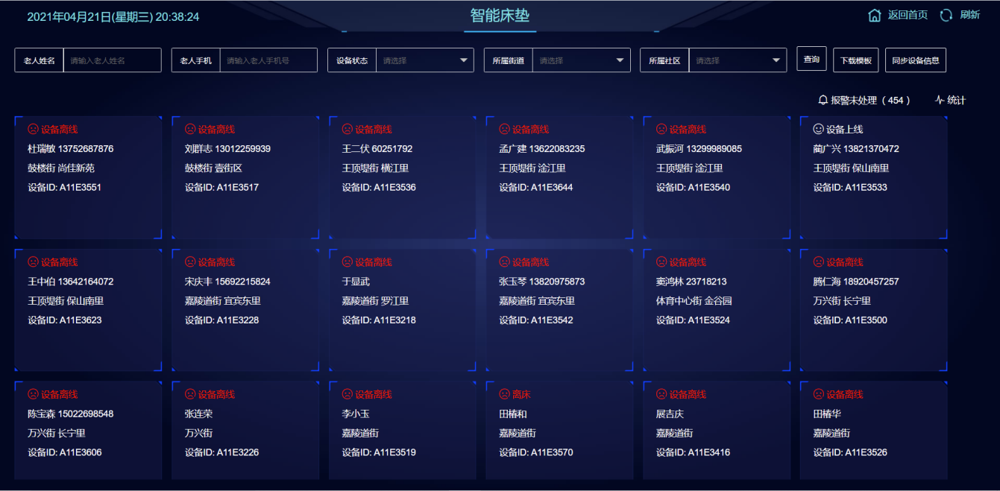 2021年04月21日(星期三) 20:38:24
智能床垫
返回首页 刷新
老人姓名 请输入老人姓名 老人手机 请输入老人手机号 设备状态 请选择 所属街道 请选择 所属社区 请选择 查询 下载模板 同步设备信息
报警未处理（454） 统计
设备离线
杜瑞敏 13752687876
鼓楼街 尚佳新苑
设备ID: A11E3551
设备离线
刘群志 13012259939
鼓楼街 壹街区
设备ID: A11E3517
设备离线
王二伏 60251792
王顶堤街 横江里
设备ID: A11E3536
设备离线
孟广建 13622083235
王顶堤街 淦江里
设备ID: A11E3644
设备离线
武振河 13299989085
王顶堤街 淦江里
设备ID: A11E3540
设备上线
蔺广兴 13821370472
王顶堤街 保山南里
设备ID: A11E3533
设备离线
王中伯 13642164072
王顶堤街 保山南里
设备ID: A11E3623
设备离线
宋庆丰 15692215824
嘉陵道街 宜宾东里
设备ID: A11E3228
设备离线
于显武
嘉陵道街 罗江里
设备ID: A11E3218
设备离线
张玉琴 13820975873
嘉陵道街 宜宾东里
设备ID: A11E3542
设备离线
窦鸿林 23718213
体育中心街 金谷园
设备ID: A11E3524
设备离线
腾仁海 18920457257
万兴街 长宁里
设备ID: A11E3500
设备离线
陈宝森 15022698548
万兴街 长宁里
设备ID: A11E3606
设备离线
张连荣
万兴街
设备ID: A11E3226
设备离线
李小玉
嘉陵道街
设备ID: A11E3519
离床
田椿和
嘉陵道街
设备ID: A11E3570
设备离线
展吉庆
嘉陵道街
设备ID: A11E3416
设备离线
田椿华
嘉陵道街
设备ID: A11E3526